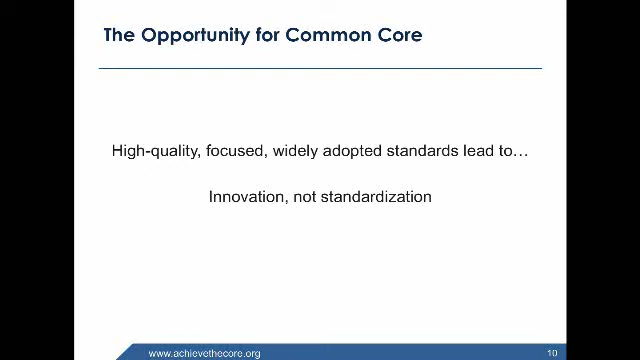 The Opportunity for Common Core
High-quality, focused, widely adopted standards lead to…
Innovation, not standardization
www.achievethecore.org
10